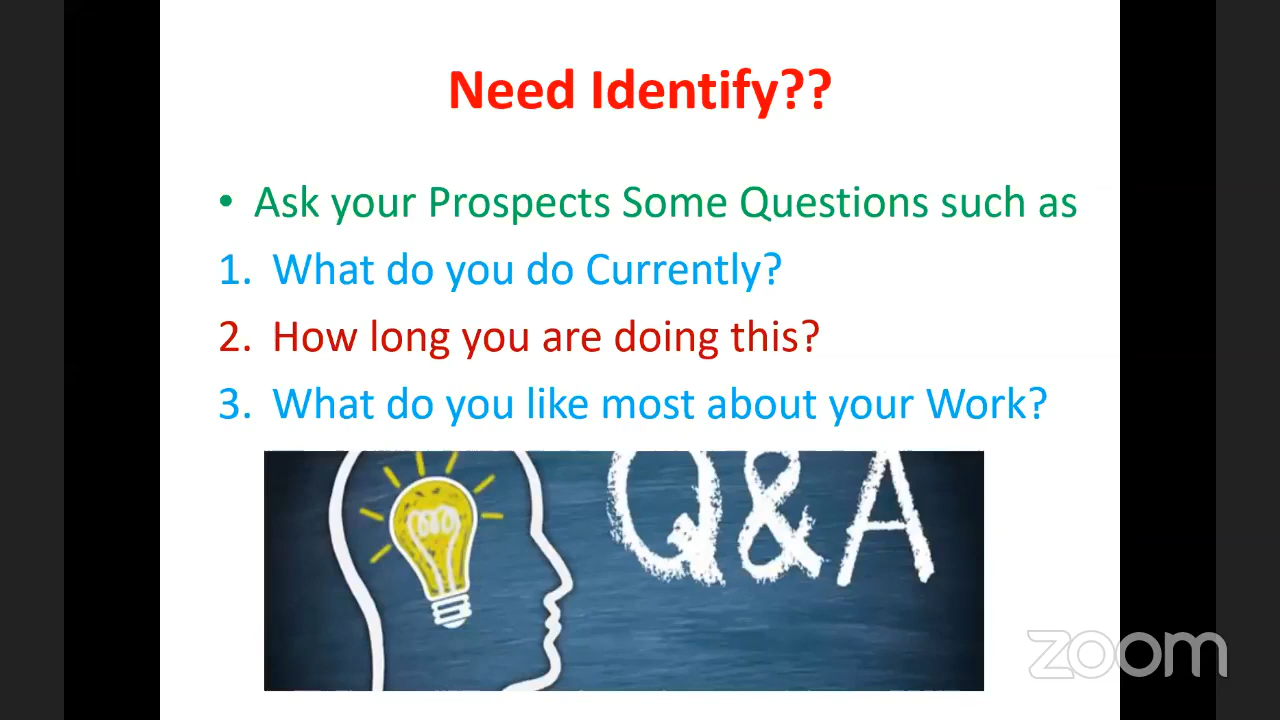 Need Identify??
• Ask your Prospects Some Questions such as
1. What do you do Currently?
2. How long you are doing this?
3. What do you like most about your Work?
Q&A
zoom